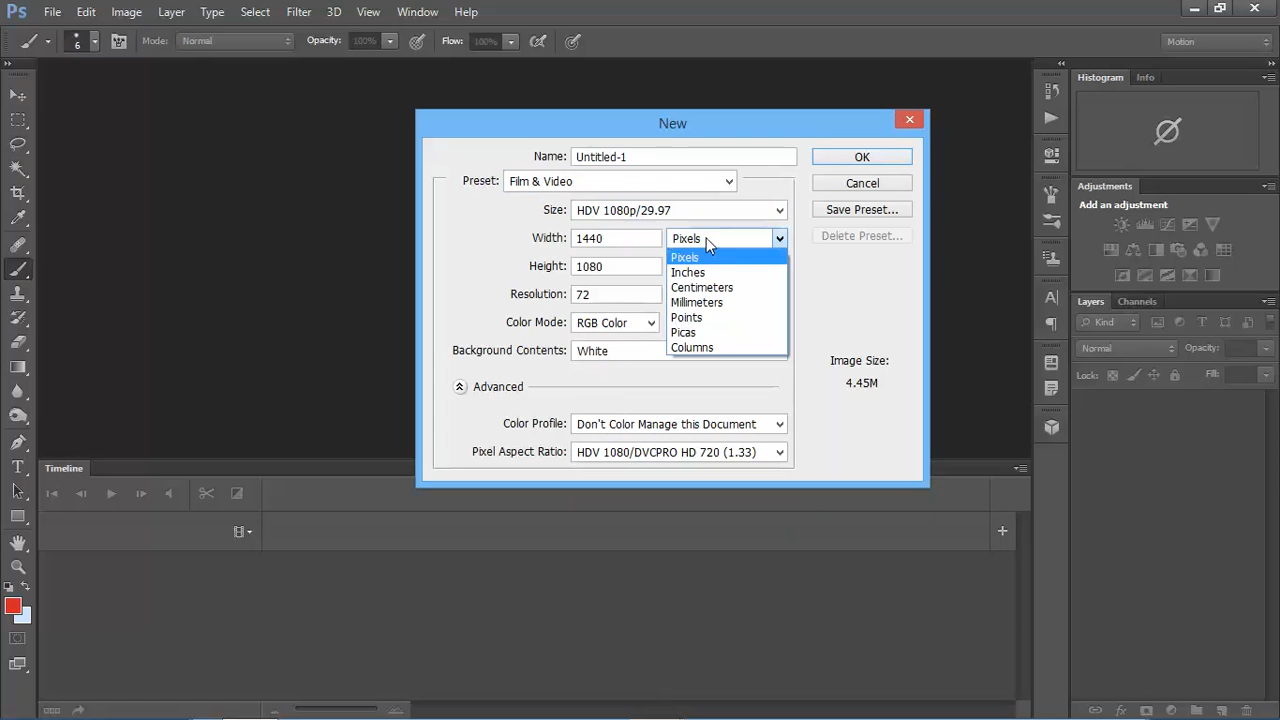 Ps File Edit Image Layer Type Select Filter 3D View Window Help
6 Mode: Normal Opacity: 100% Flow: 100% Motion
Histogram Info
New
Name: Untitled-1 OK
Preset: Film & Video Cancel
Size: HDV 1080p/29.97 Save Preset...
Width: 1440 Pixels Delete Preset...
Height: 1080
Resolution: 72
Color Mode: RGB Color
Background Contents: White
Pixels
Inches
Centimeters
Millimeters
Points
Picas
Columns
Image Size:
4.45M
Advanced
Color Profile: Don't Color Manage this Document
Pixel Aspect Ratio: HDV 1080/DVCPRO HD 720 (1.33)
Adjustments
Add an adjustment
Layers Channels
Kind
Normal Opacity:
Lock: Fill:
Timeline